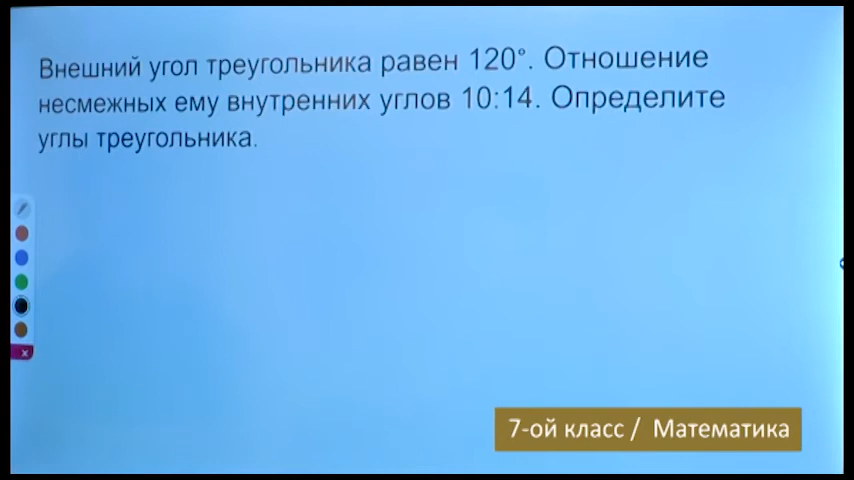 Внешний угол треугольника равен 120°. Отношение
несмежных ему внутренних углов 10:14. Определите
углы треугольника.
7-ой класс / Математика